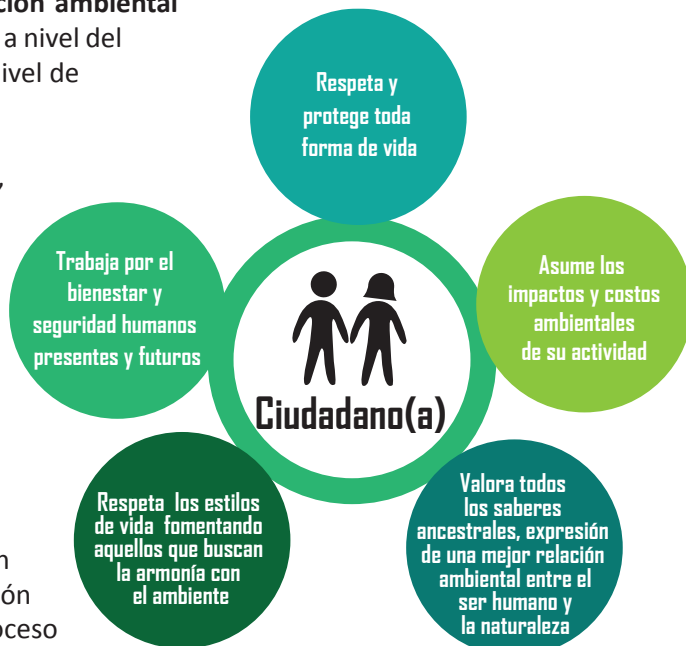 ción ambiental
a nivel del
ivel de
,
n
ón
oceso
Respeta y
protege toda
forma de vida
Asume los
impactos y costos
ambientales
de su actividad
Valora todos
los saberes
ancestrales, expresión
de una mejor relación
ambiental entre el
ser humano y
la naturaleza
Respeta los estilos
de vida fomentando
aquellos que buscan
la armonía con
el ambiente
Trabaja por el
bienestar y
seguridad humanos
presentes y futuros
Ciudadano(a)